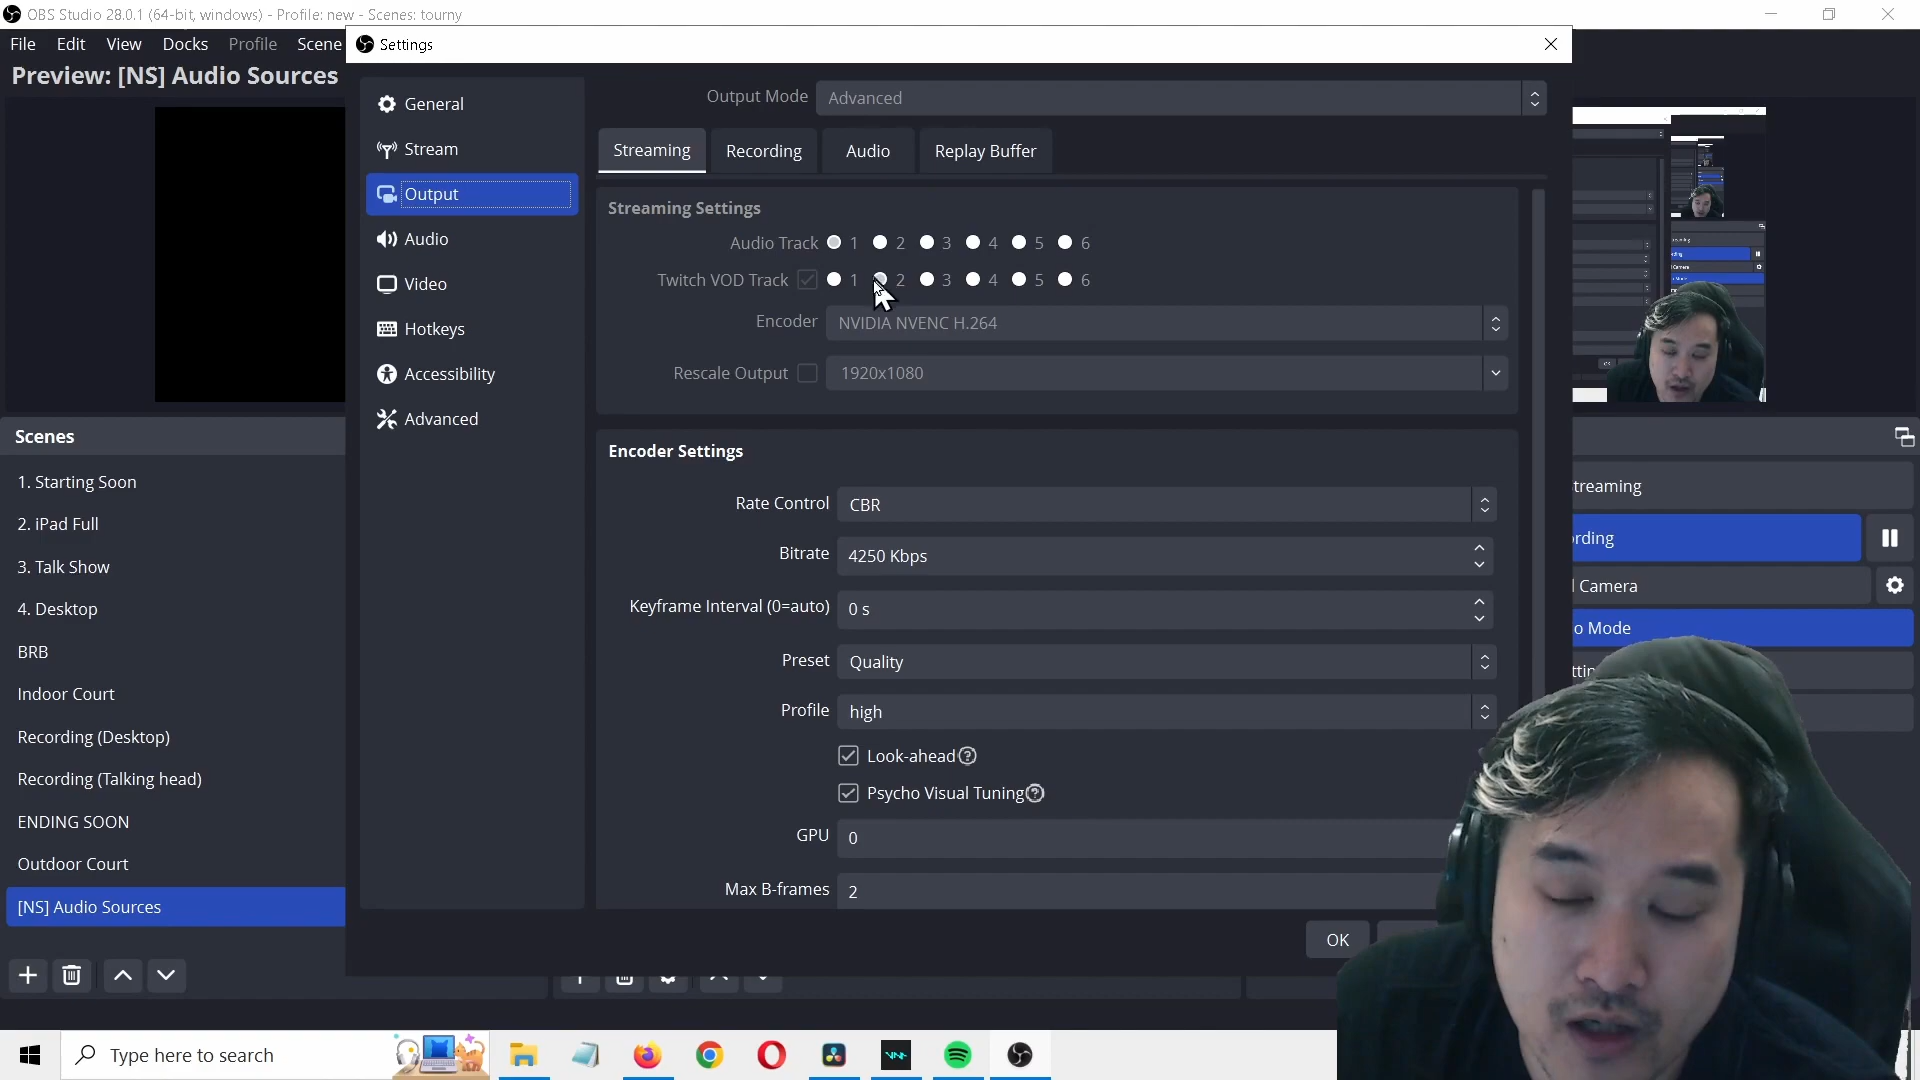 OBS Studio 28.0.1 (64-bit, windows) - Profile: new - Scenes: tourny
File Edit View Docks Profile Scene
Settings
Preview: [NS] Audio Sources
General
Stream
Output
Audio
Video
Hotkeys
Accessibility
Advanced
Output Mode Advanced
Streaming Recording Audio Replay Buffer
Streaming Settings
Audio Track 1 2 3 4 5 6
Twitch VOD Track 1 2 3 4 5 6
Encoder NVIDIA NVENC H.264
Rescale Output 1920x1080
Encoder Settings
Rate Control CBR
Bitrate 4250 Kbps
Keyframe Interval (0=auto) 0 s
Preset Quality
Profile high
Look-ahead
Psycho Visual Tuning
GPU 0
Max B-frames 2
OK
Scenes
1. Starting Soon
2. iPad Full
3. Talk Show
4. Desktop
BRB
Indoor Court
Recording (Desktop)
Recording (Talking head)
ENDING SOON
Outdoor Court
[NS] Audio Sources
treaming
rding
l Camera
o Mode
ttin
Type here to search